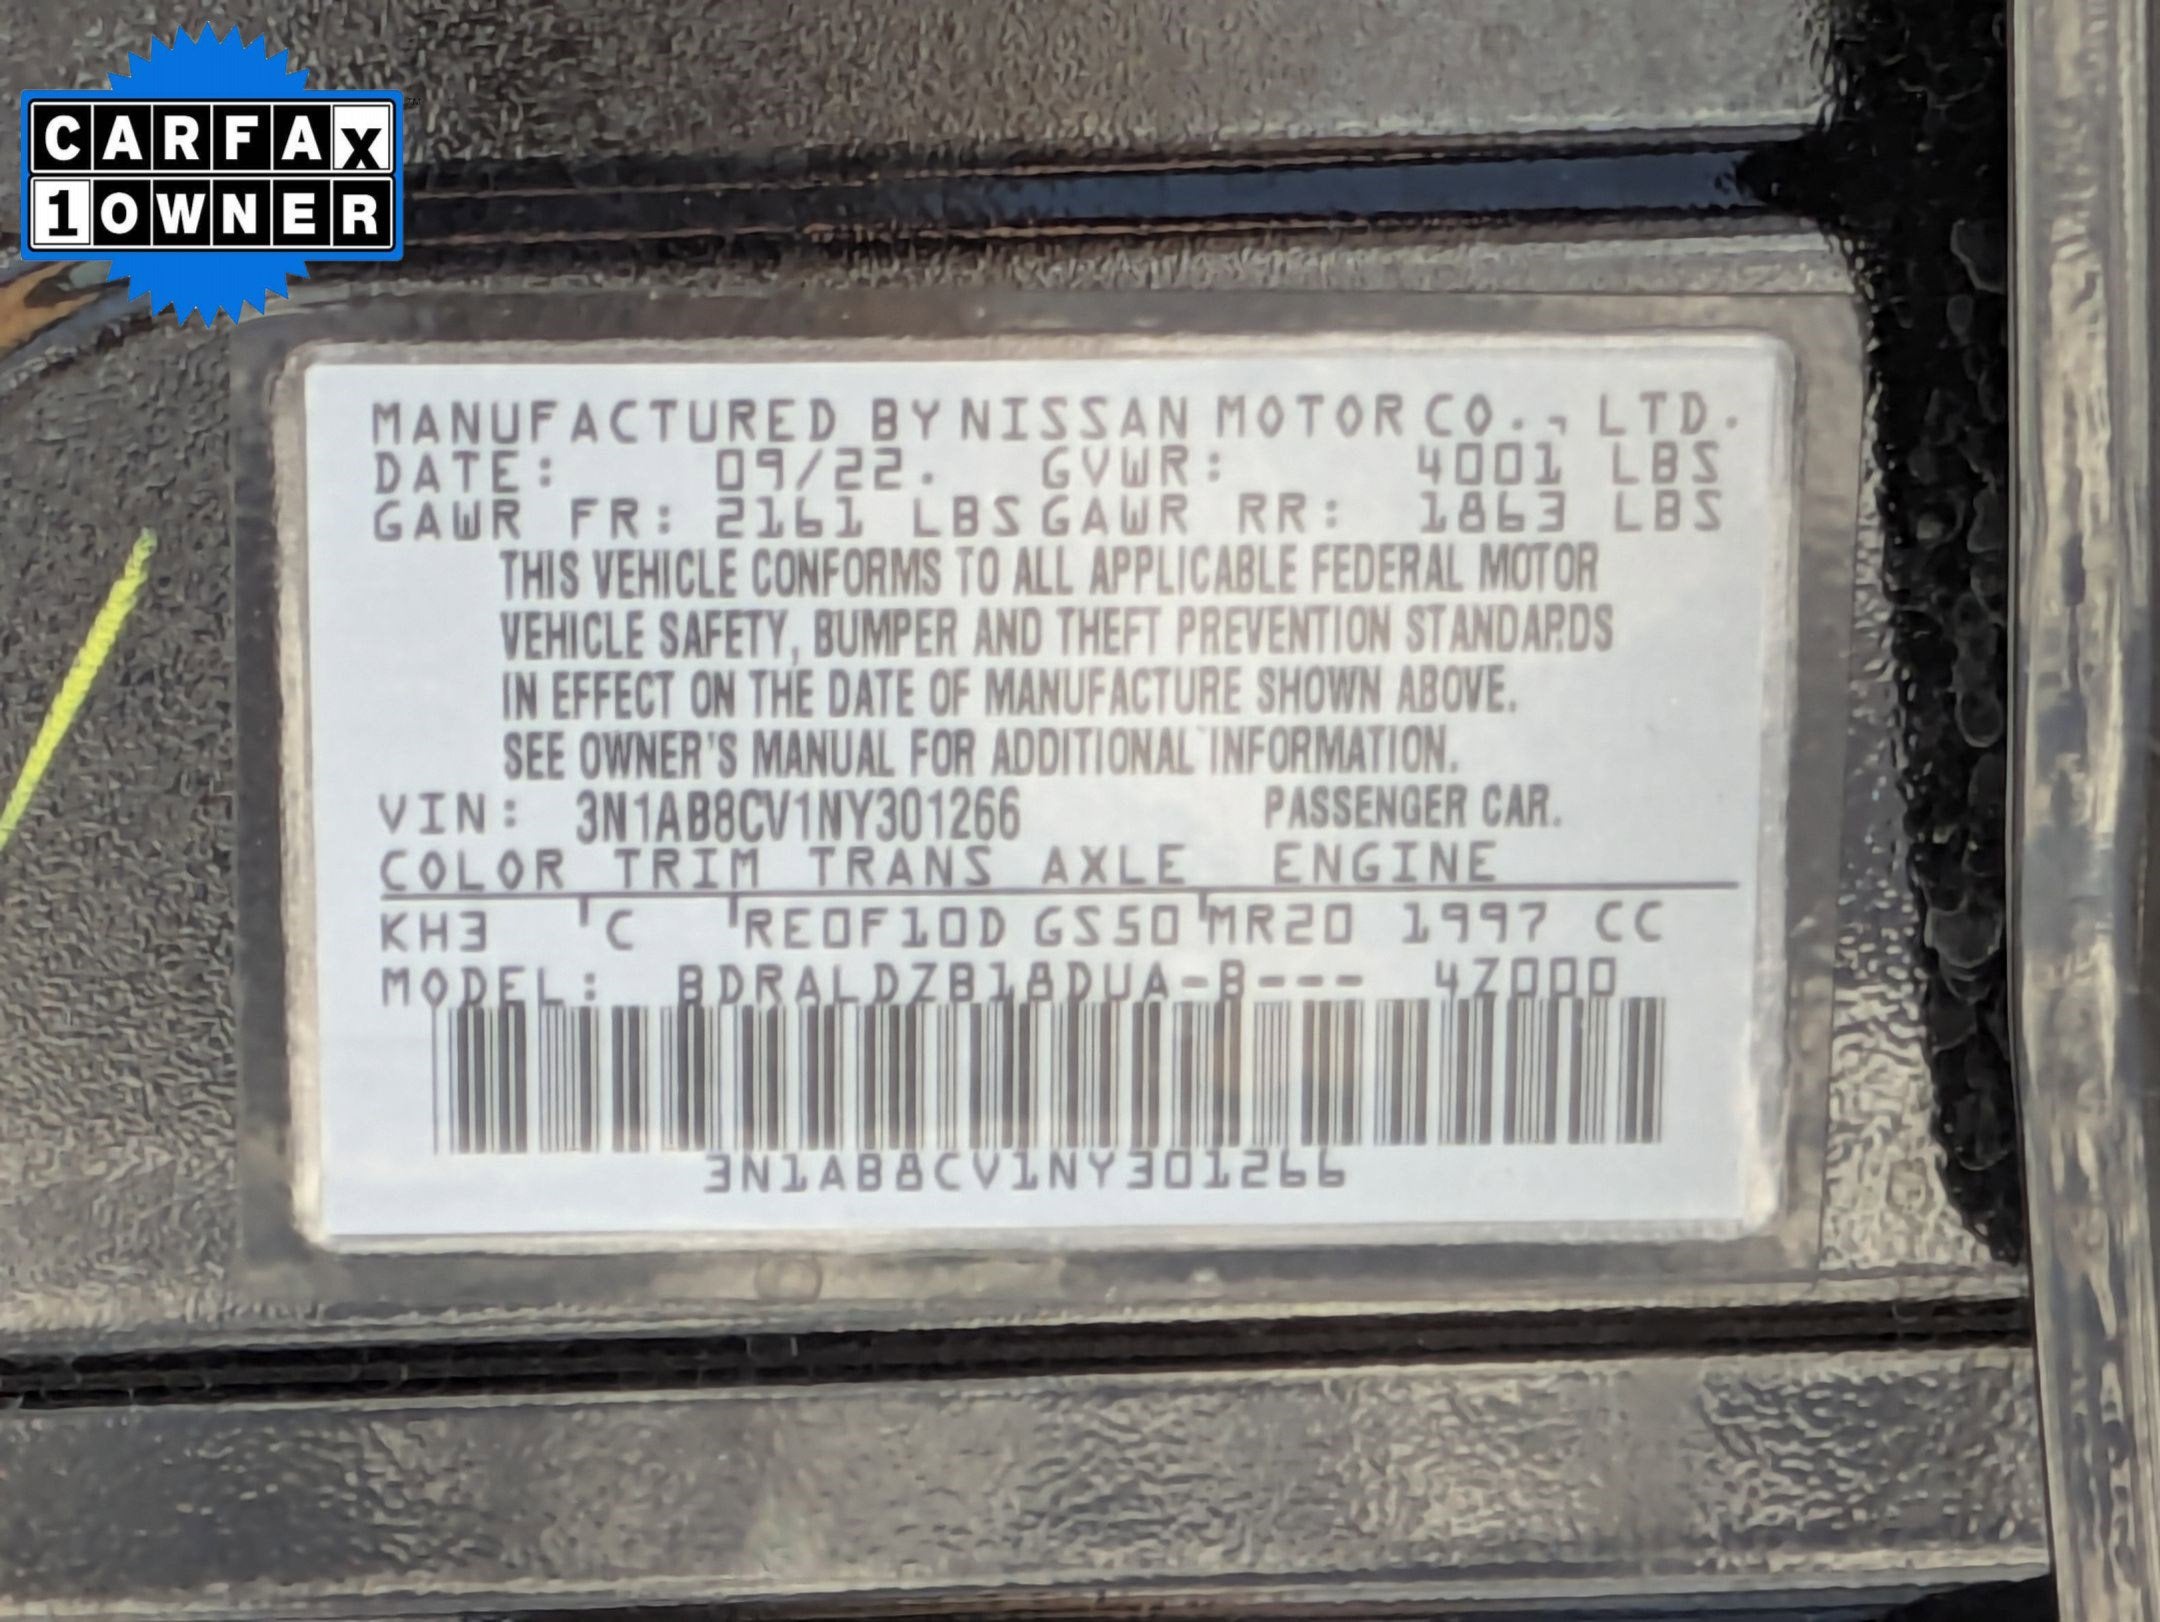 CARFAX™
1 OWNER
MANUFACTURED BY NISSAN MOTOR CO., LTD.
DATE: 09/22. GVWR: 4001 LBS
GAWR FR: 2161 LBS GAWR RR: 1863 LBS
THIS VEHICLE CONFORMS TO ALL APPLICABLE FEDERAL MOTOR
VEHICLE SAFETY, BUMPER AND THEFT PREVENTION STANDARDS
IN EFFECT ON THE DATE OF MANUFACTURE SHOWN ABOVE.
SEE OWNER'S MANUAL FOR ADDITIONAL INFORMATION.
VIN: 3N1AB8CV1NY301266 PASSENGER CAR.
COLOR TRIM TRANS AXLE ENGINE
KH3 C RE0F10D GS50 MR20 1997 CC
MODEL: BDRALDZB18DUA-B--- 4Z000
3N1AB8CV1NY301266